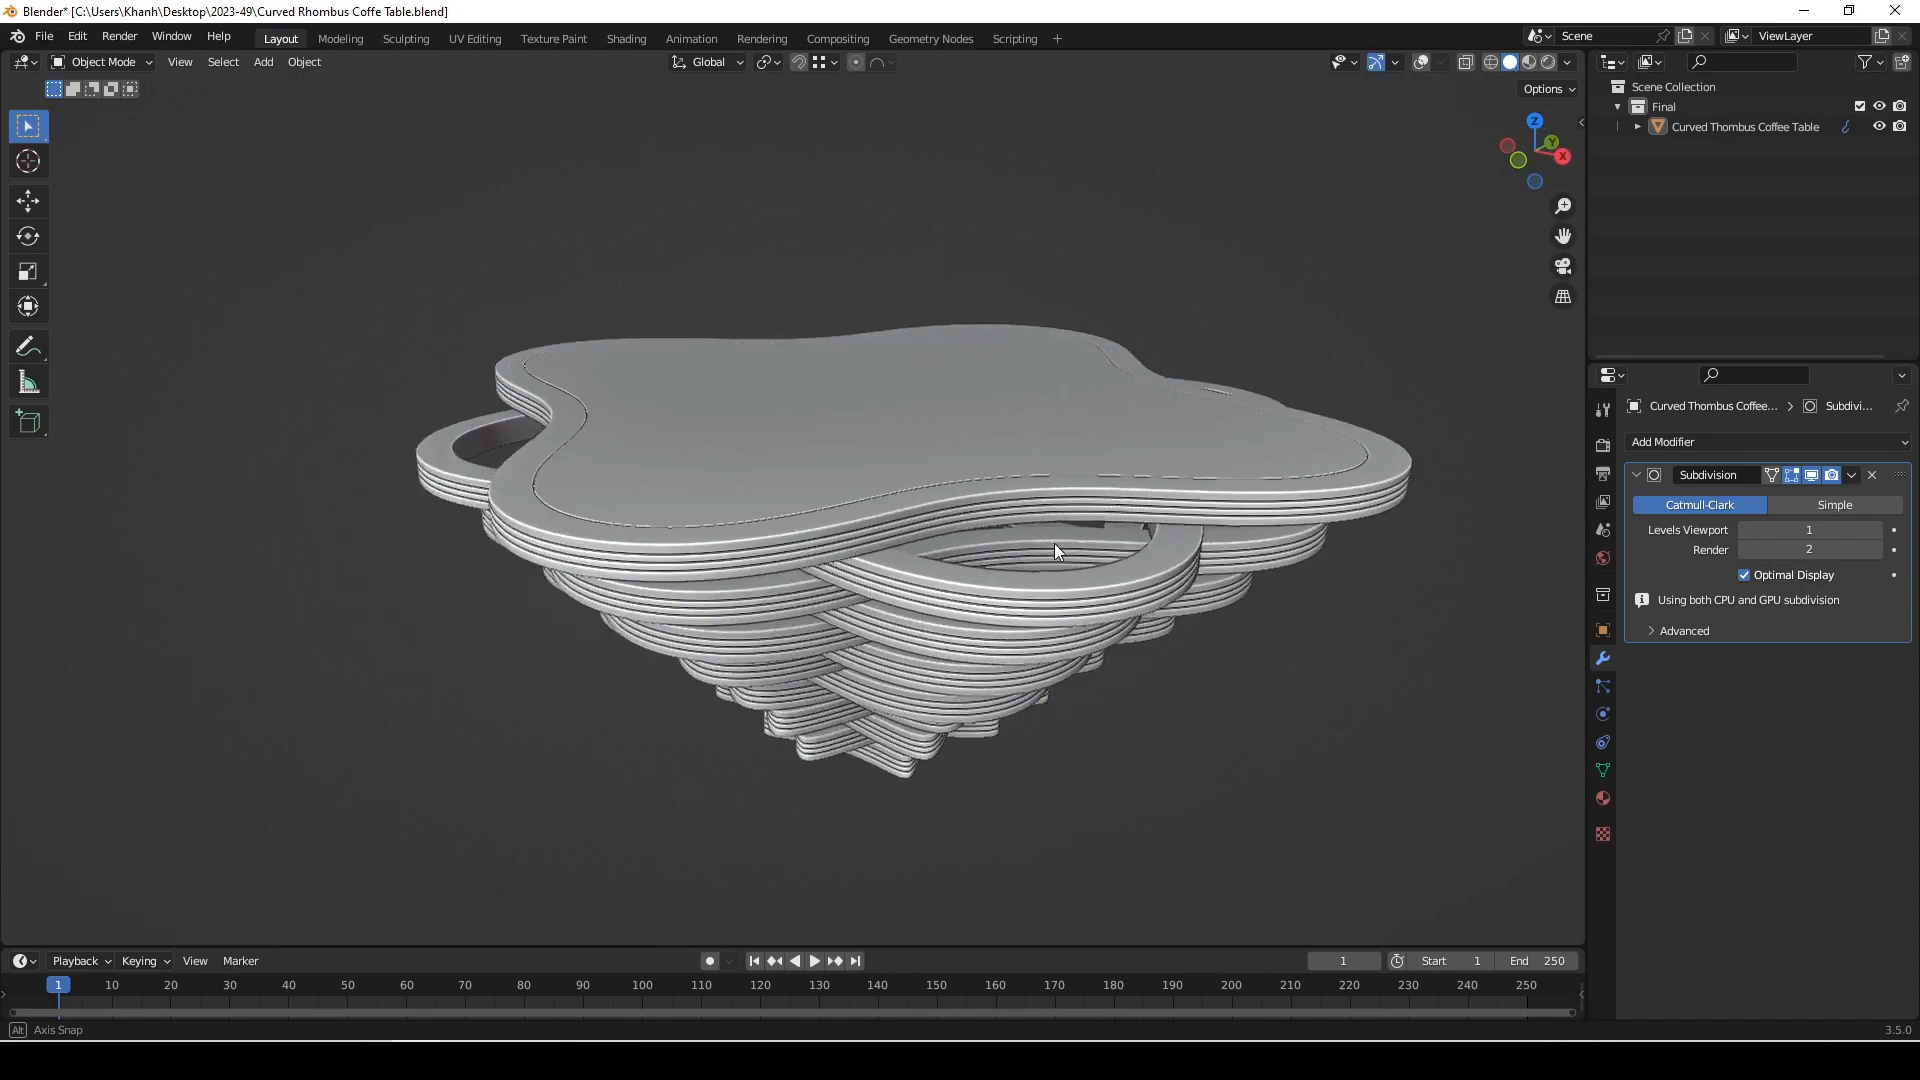 Blender* [C:\Users\Khanh\Desktop\2023-49\Curved Rhombus Coffe Table.blend]
File Edit Render Window Help Layout Modeling Sculpting UV Editing Texture Paint Shading Animation Rendering Compositing Geometry Nodes Scripting + Scene ViewLayer
Object Mode View Select Add Object Global
Options
Scene Collection
Final
Curved Thombus Coffee Table
Z
Y
X
Curved Thombus Coffee... > Subdivi...
Add Modifier
Subdivision
Catmull-Clark Simple
Levels Viewport 1
Render 2
Optimal Display
Using both CPU and GPU subdivision
> Advanced
Playback Keying View Marker 1 Start 1 End 250
1 10 20 30 40 50 60 70 80 90 100 110 120 130 140 150 160 170 180 190 200 210 220 230 240 250
Alt Axis Snap 3.5.0